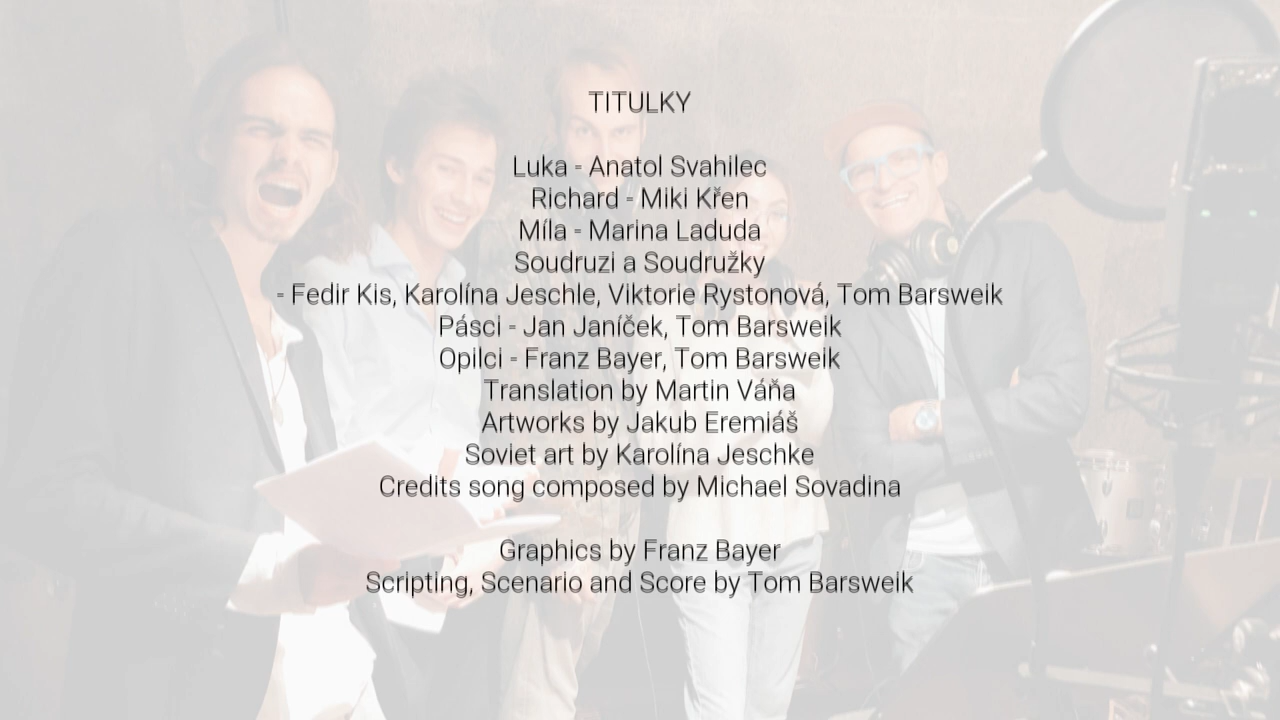 TITULKY
Luka - Anatol Svahilec
Richard - Miki Křen
Míla - Marina Laduda
Soudruzi a Soudružky
- Fedir Kis, Karolína Jeschle, Viktorie Rystonová, Tom Barsweik
Pásci - Jan Janíček, Tom Barsweik
Opilci - Franz Bayer, Tom Barsweik
Translation by Martin Váňa
Artworks by Jakub Eremiáš
Soviet art by Karolína Jeschke
Credits song composed by Michael Sovadina
Graphics by Franz Bayer
Scripting, Scenario and Score by Tom Barsweik